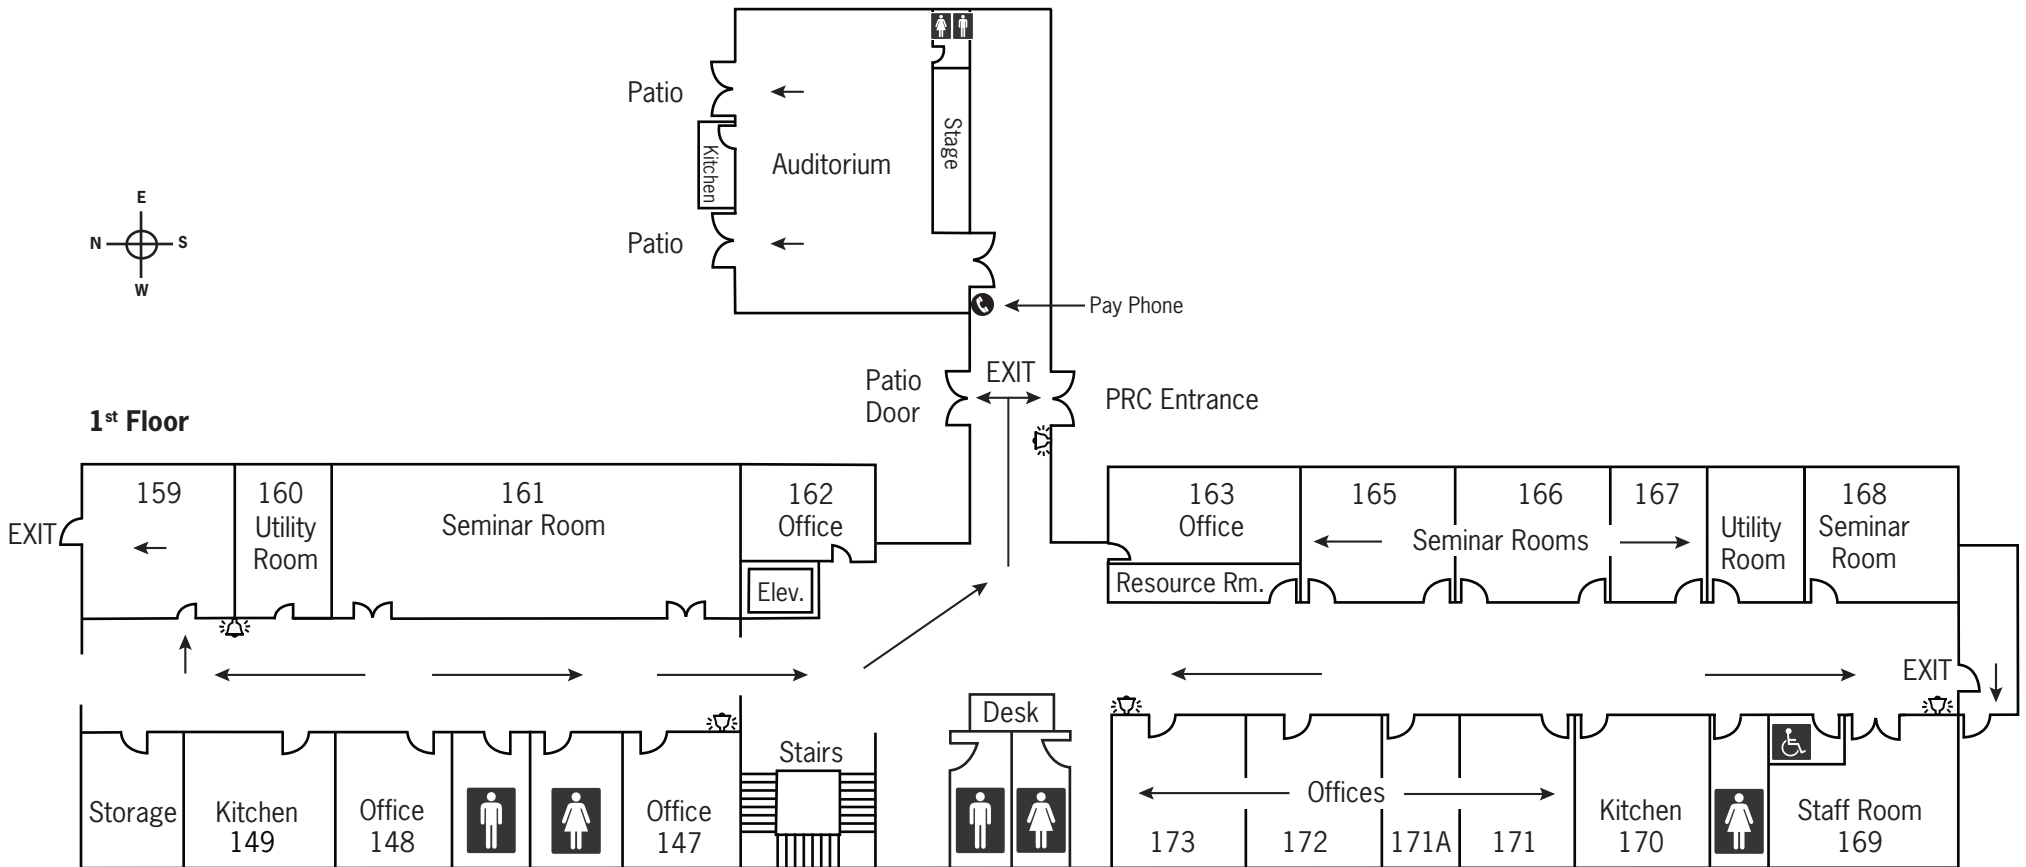 Patio
Kitchen
Auditorium
Stage
Patio
E
N
S
W
Pay Phone
Patio
Door
EXIT
PRC Entrance
1st Floor
EXIT
159
160
Utility
Room
161
Seminar Room
162
Office
Elev.
163
Office
Resource Rm.
165
166
167
Seminar Rooms
Utility
Room
168
Seminar
Room
EXIT
Desk
Stairs
Storage
Kitchen
149
Office
148
Office
147
Offices
173
172
171A
171
Kitchen
170
Staff Room
169